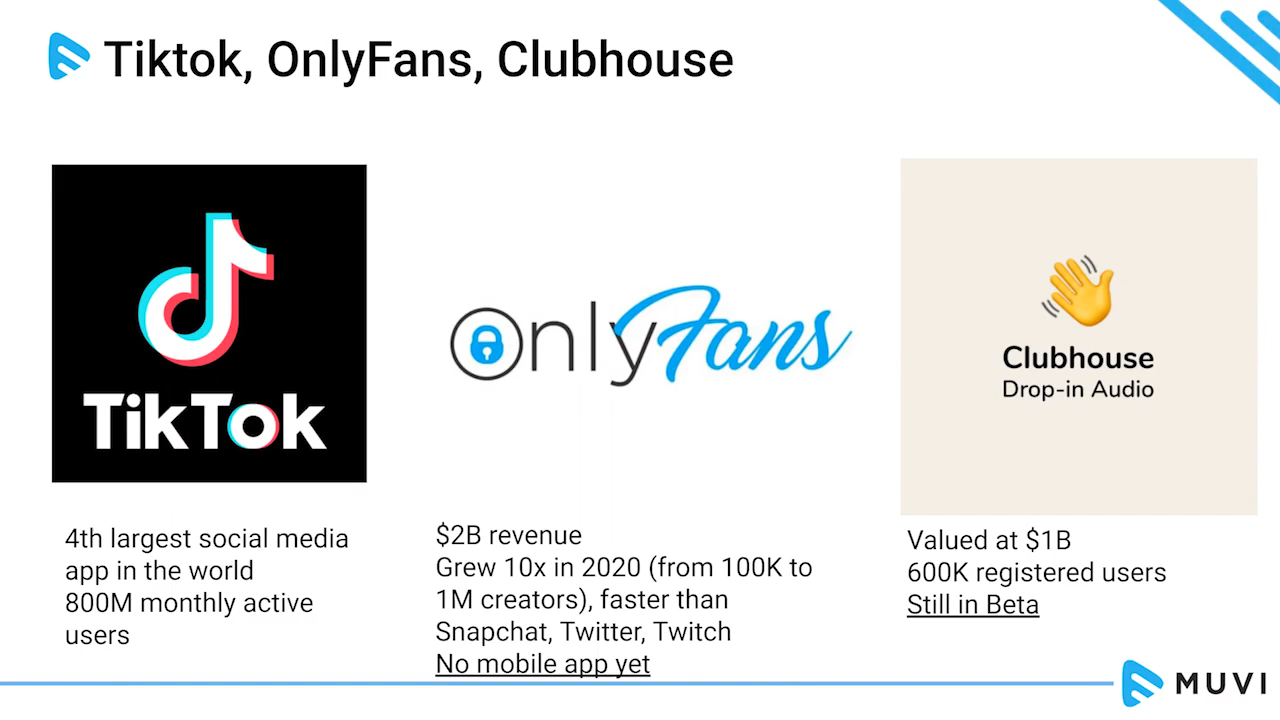 Tiktok, OnlyFans, Clubhouse
TikTok
OnlyFans
Clubhouse
Drop-in Audio
4th largest social media
app in the world
800M monthly active
users
$2B revenue
Grew 10x in 2020 (from 100K to
1M creators), faster than
Snapchat, Twitter, Twitch
No mobile app yet
Valued at $1B
600K registered users
Still in Beta
MUVI